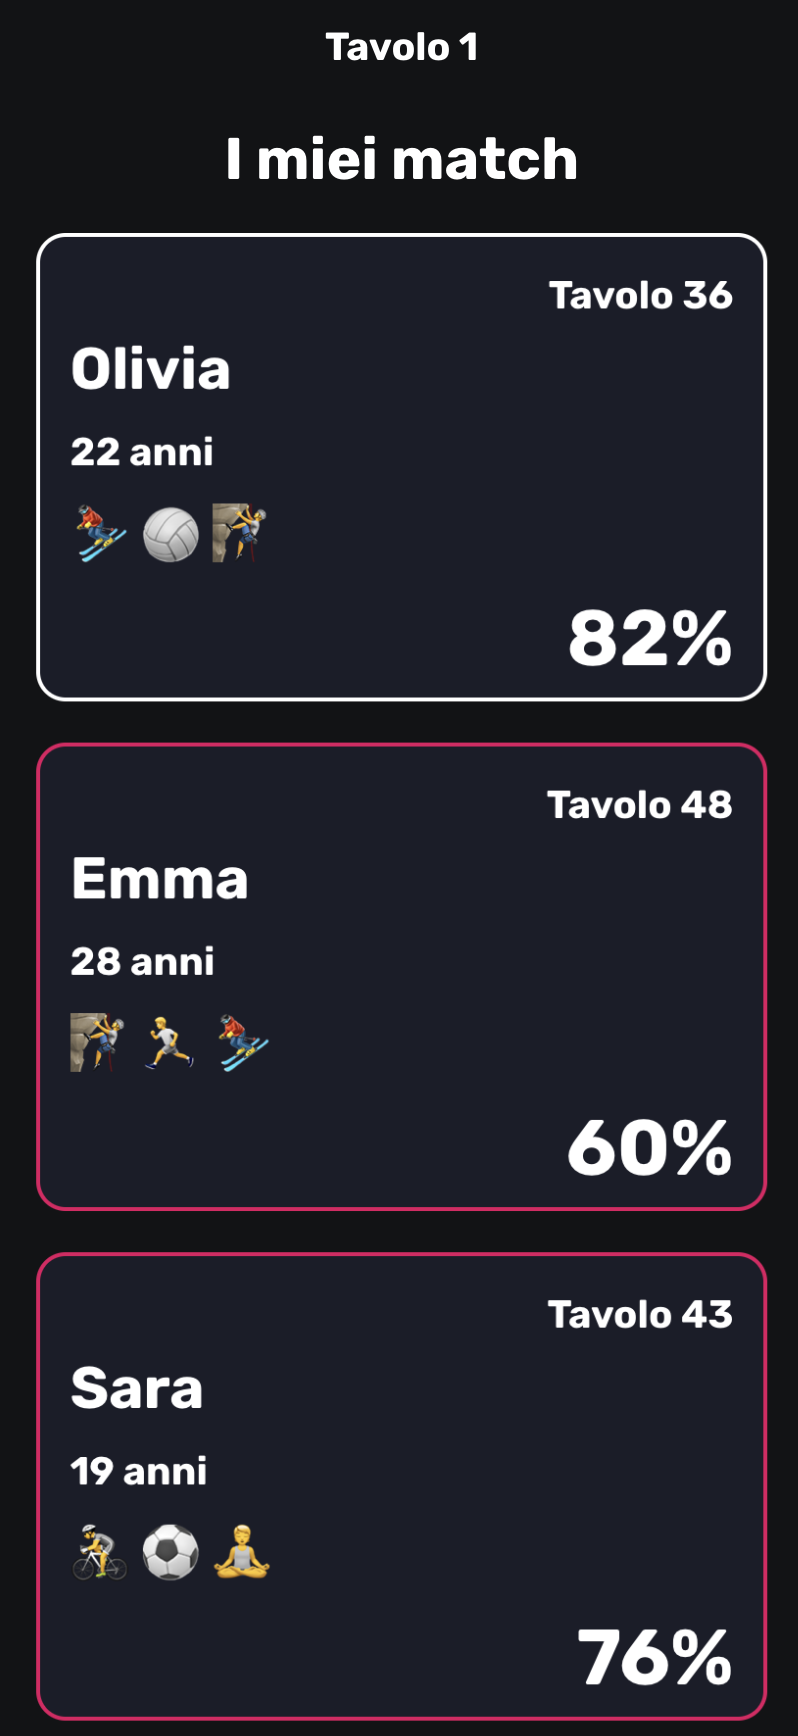 Tavolo 1
I miei match
Tavolo 36
Olivia
22 anni
82%
Tavolo 48
Emma
28 anni
60%
Tavolo 43
Sara
19 anni
76%